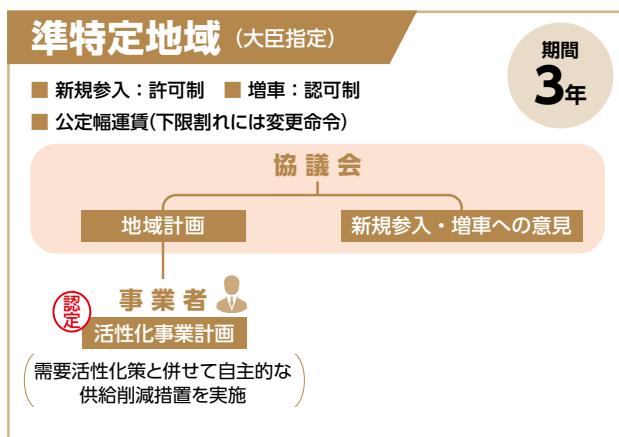 準特定地域（大臣指定）
期間
3年
■ 新規参入：許可制 ■ 増車：認可制
■ 公定幅運賃(下限割れには変更命令)
協議会
地域計画 新規参入・増車への意見
事業者
認定
活性化事業計画
需要活性化策と併せて自主的な
供給削減措置を実施